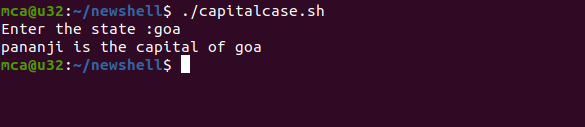 mca@u32:~/newshell$ ./capitalcase.sh
Enter the state :goa
pananji is the capital of goa
mca@u32:~/newshell$